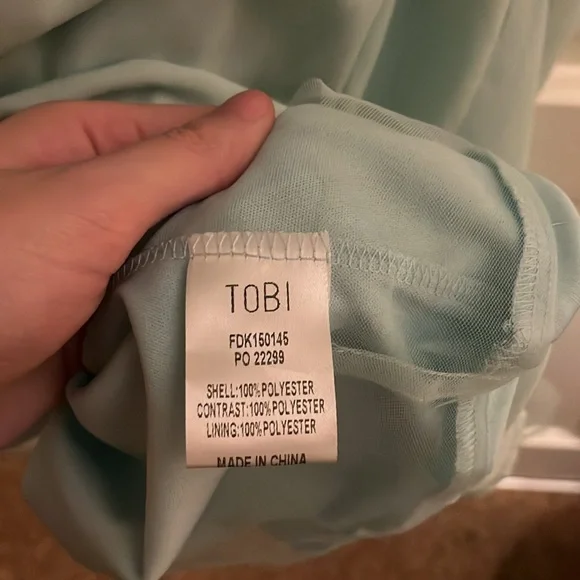 TOBI
FDK150145
PO 22299
SHELL:100%POLYESTER
CONTRAST:100%POLYESTER
LINING:100%POLYESTER
MADE IN CHINA